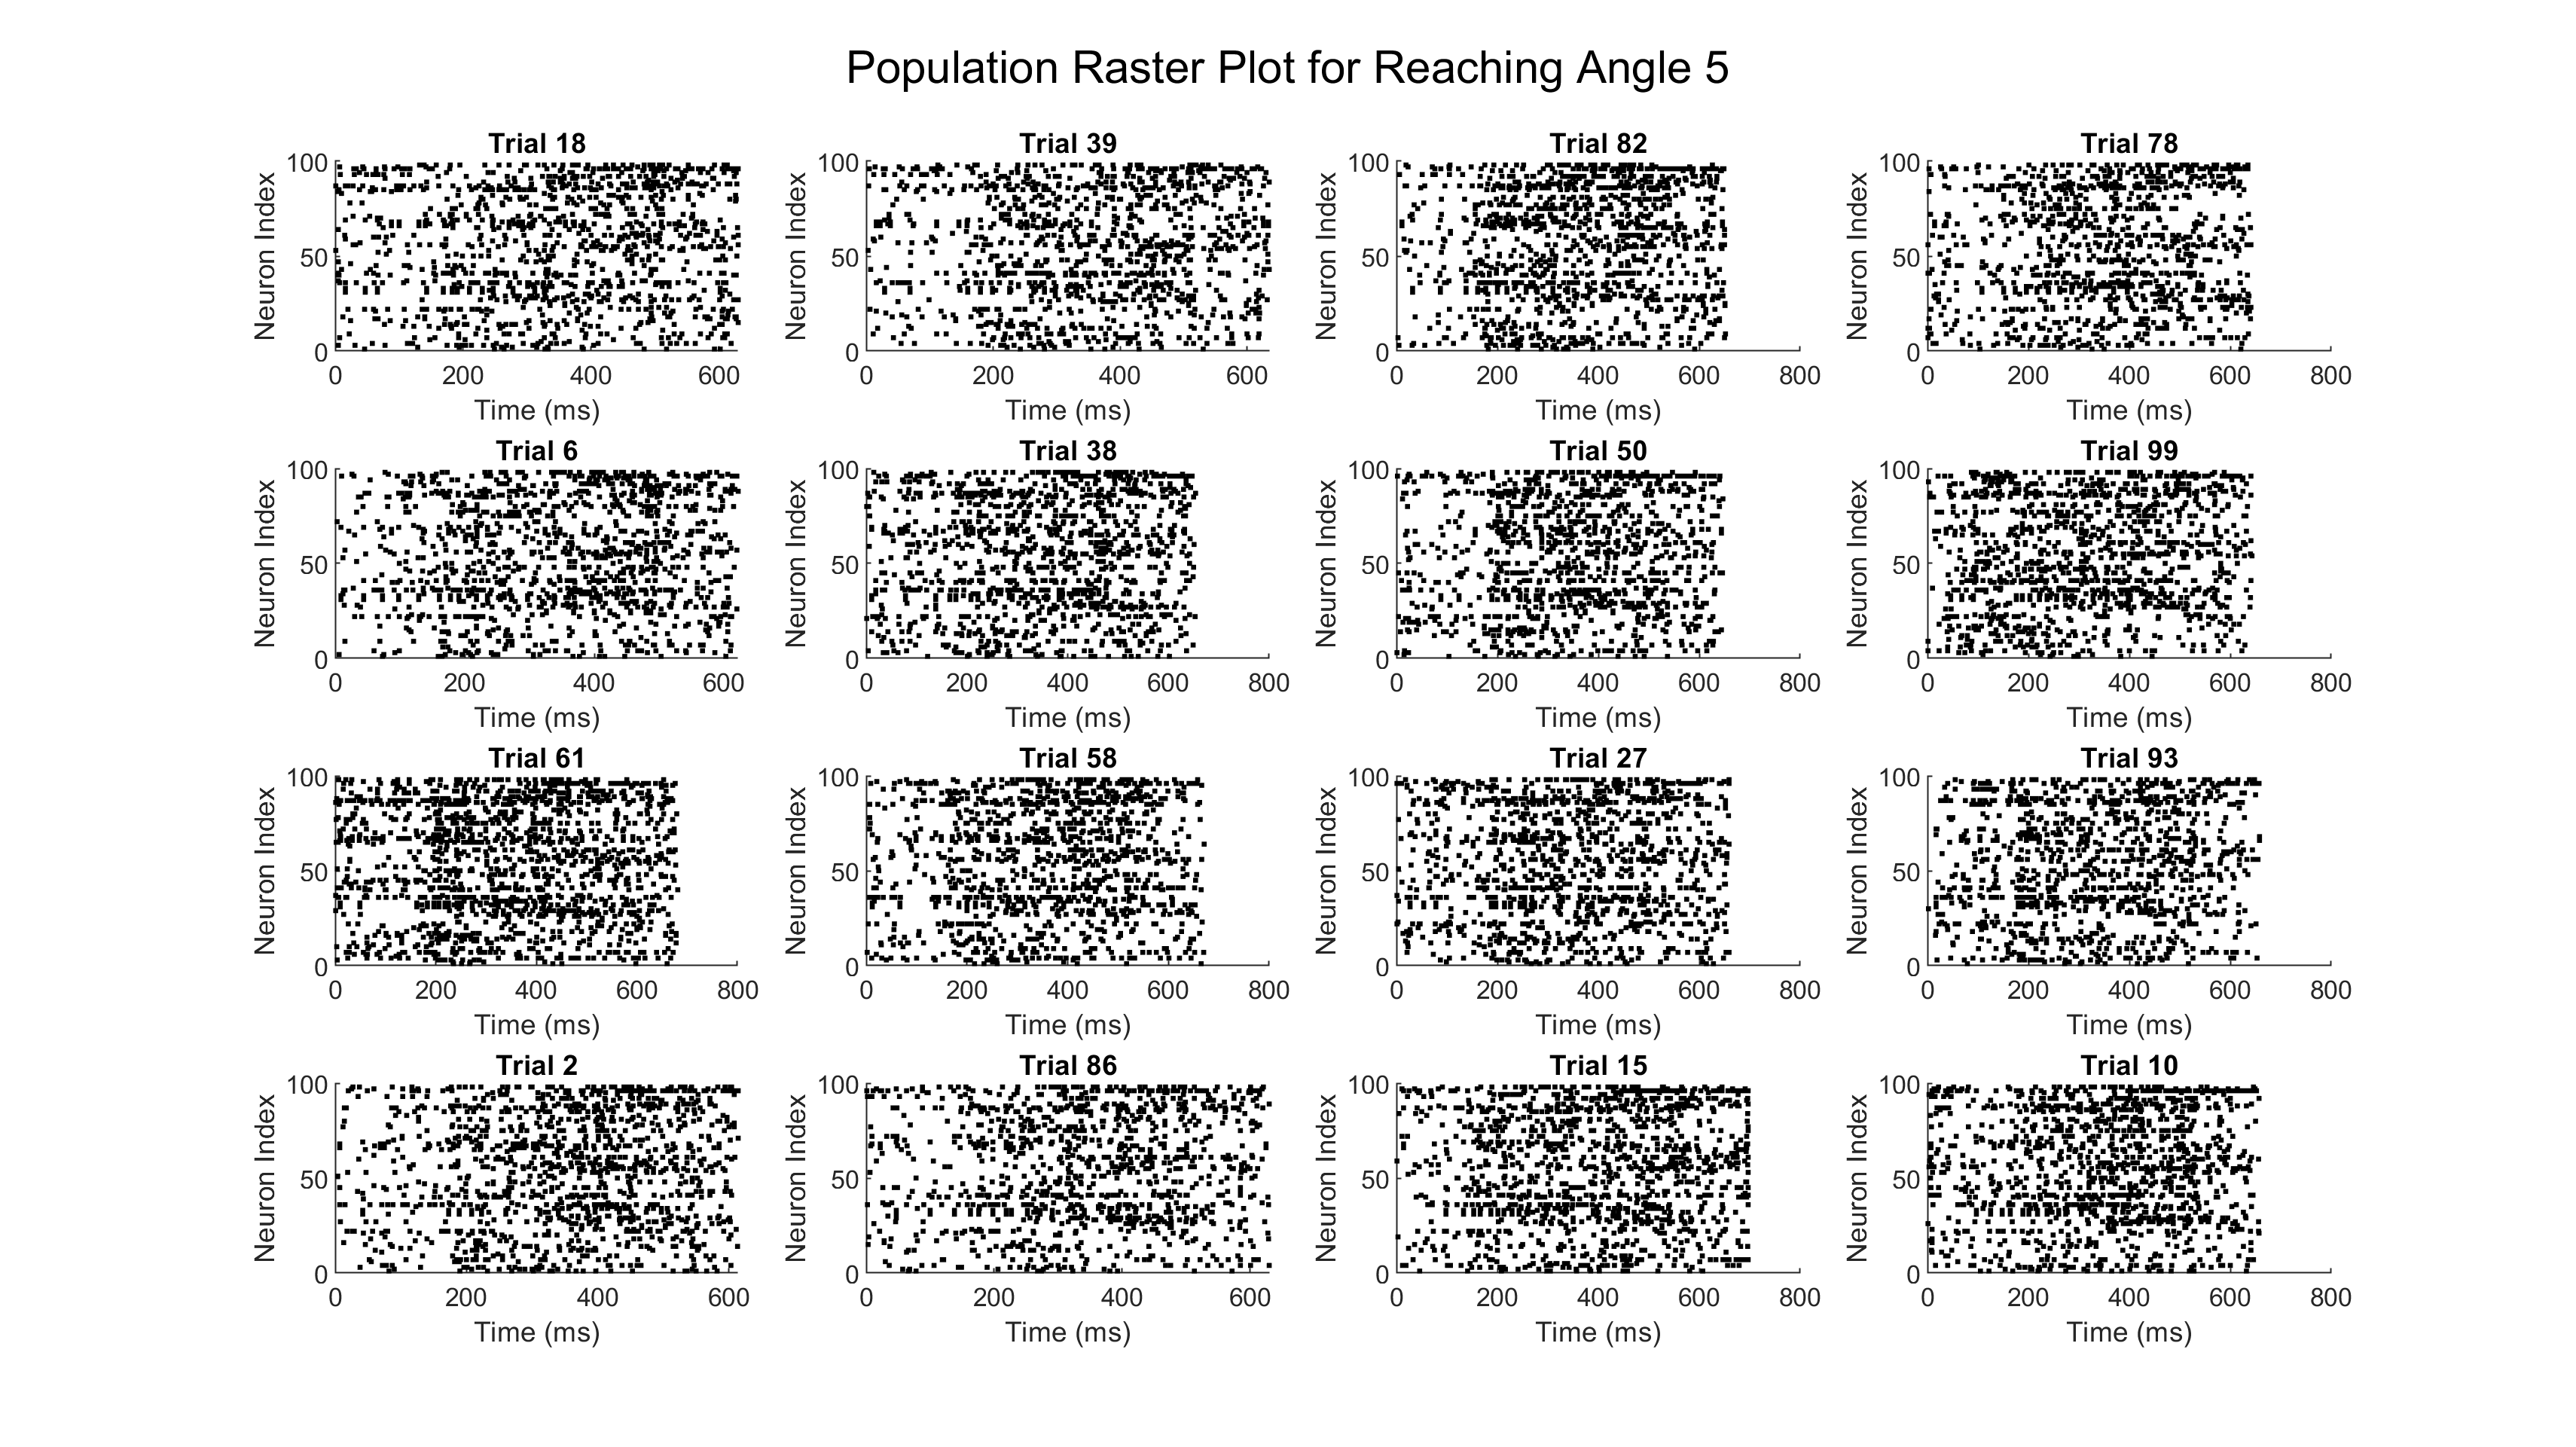 Population Raster Plot for Reaching Angle 5
Trial 18
Neuron Index
100
50
0
0 200 400 600
Time (ms)
Trial 39
Neuron Index
100
50
0
0 200 400 600
Time (ms)
Trial 82
Neuron Index
100
50
0
0 200 400 600 800
Time (ms)
Trial 78
Neuron Index
100
50
0
0 200 400 600 800
Time (ms)
Trial 6
Neuron Index
100
50
0
0 200 400 600
Time (ms)
Trial 38
Neuron Index
100
50
0
0 200 400 600 800
Time (ms)
Trial 50
Neuron Index
100
50
0
0 200 400 600 800
Time (ms)
Trial 99
Neuron Index
100
50
0
0 200 400 600 800
Time (ms)
Trial 61
Neuron Index
100
50
0
0 200 400 600 800
Time (ms)
Trial 58
Neuron Index
100
50
0
0 200 400 600 800
Time (ms)
Trial 27
Neuron Index
100
50
0
0 200 400 600 800
Time (ms)
Trial 93
Neuron Index
100
50
0
0 200 400 600 800
Time (ms)
Trial 2
Neuron Index
100
50
0
0 200 400 600
Time (ms)
Trial 86
Neuron Index
100
50
0
0 200 400 600
Time (ms)
Trial 15
Neuron Index
100
50
0
0 200 400 600 800
Time (ms)
Trial 10
Neuron Index
100
50
0
0 200 400 600 800
Time (ms)